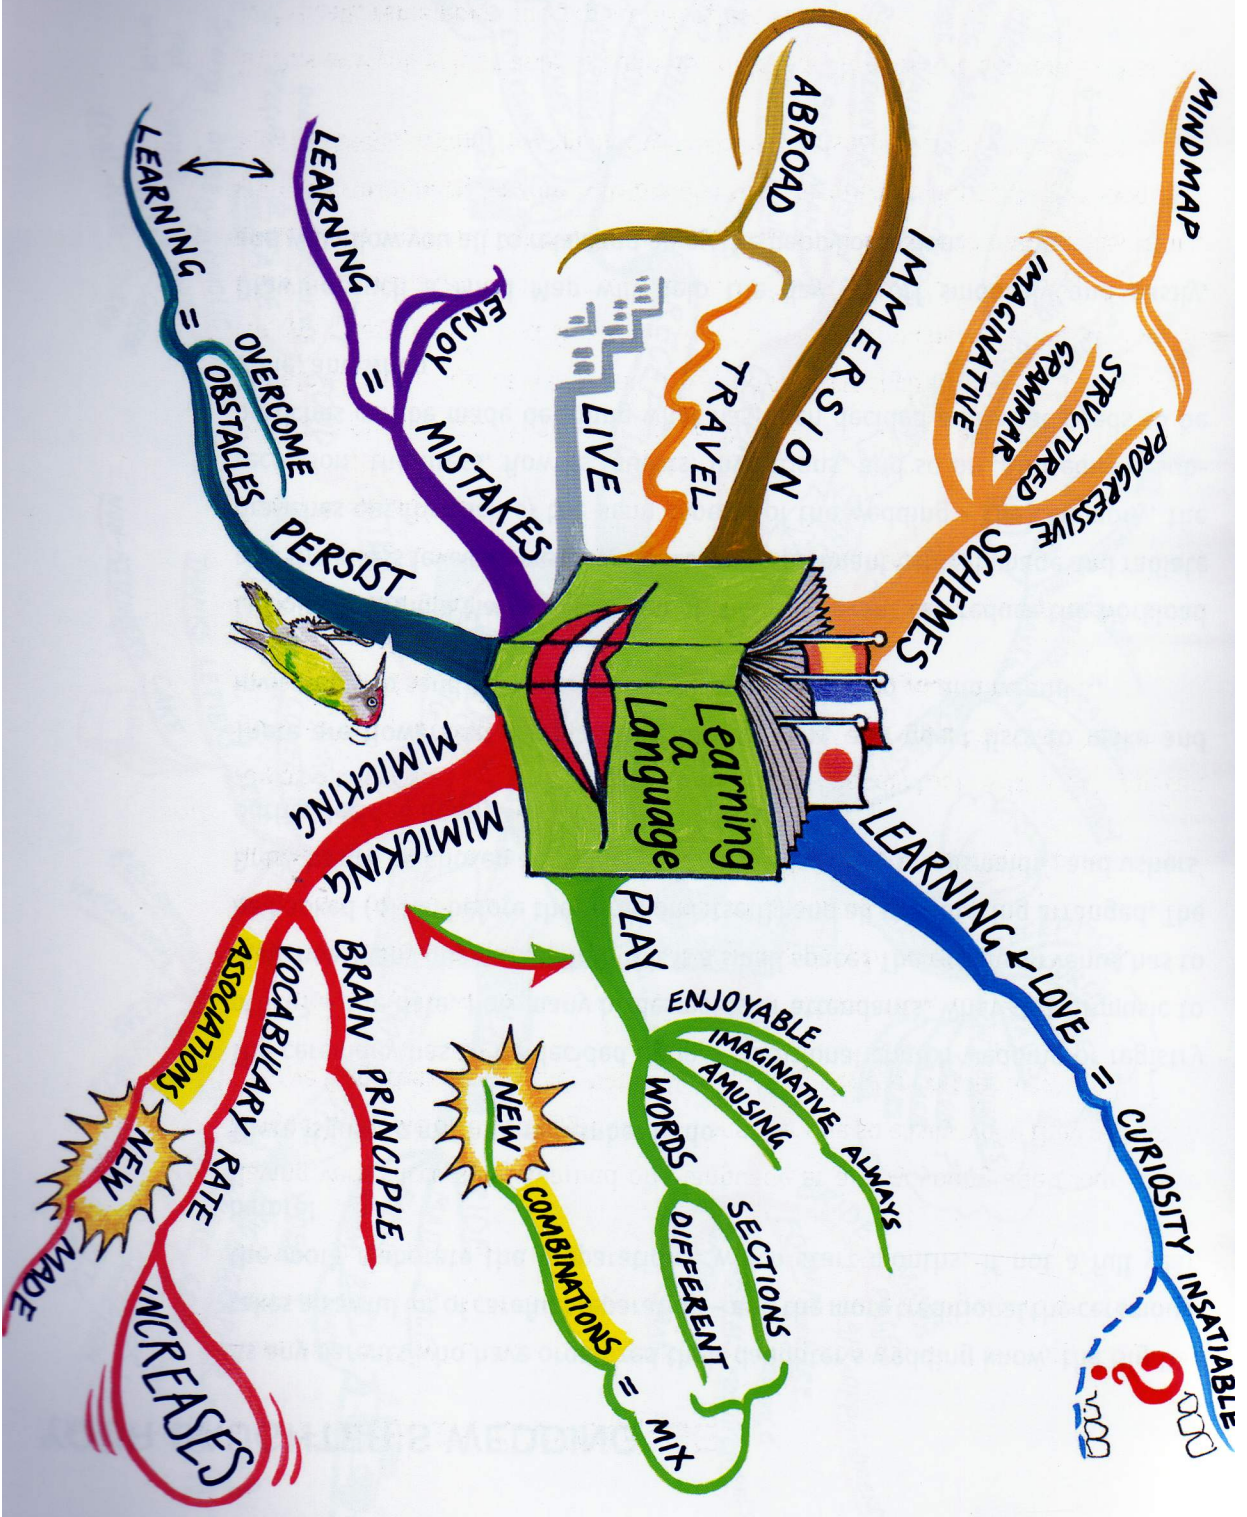 Learning
a
Language
LEARNING
LOVE
=
CURIOSITY
INSATIABLE
?
PLAY
ENJOYABLE
IMAGINATIVE
ALWAYS
AMUSING
WORDS
SECTIONS
DIFFERENT
MIX
=
COMBINATIONS
NEW
MIMICKING
MIMICKING
BRAIN PRINCIPLE
VOCABULARY RATE
INCREASES
ASSOCIATIONS
NEW
MADE
PERSIST
OVERCOME
OBSTACLES
=
LEARNING
MISTAKES
ENJOY
=
LEARNING
LIVE
TRAVEL
ABROAD
IMMERSION
SCHEMES
PROGRESSIVE
STRUCTURED
GRAMMAR
IMAGINATIVE
MINDMAP